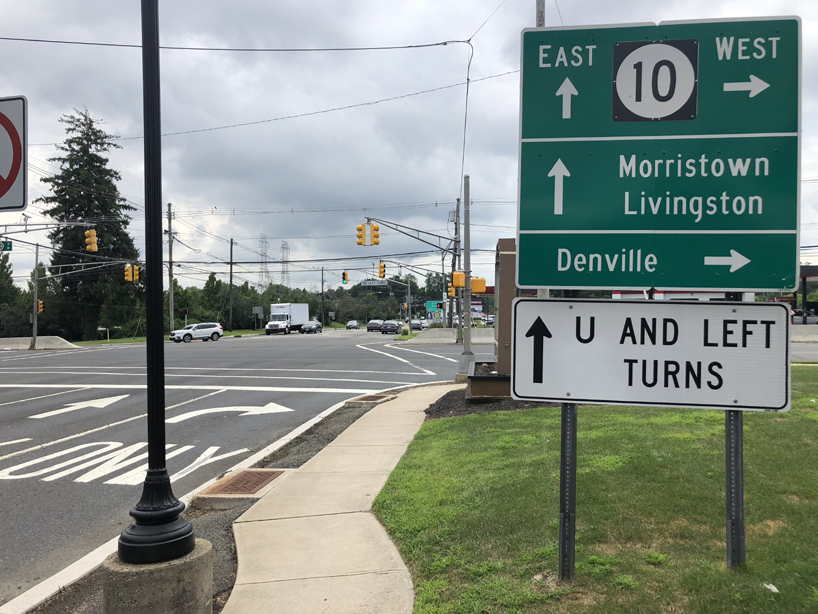 EAST 10 WEST
Morristown
Livingston
Denville
U AND LEFT
TURNS
ONLY